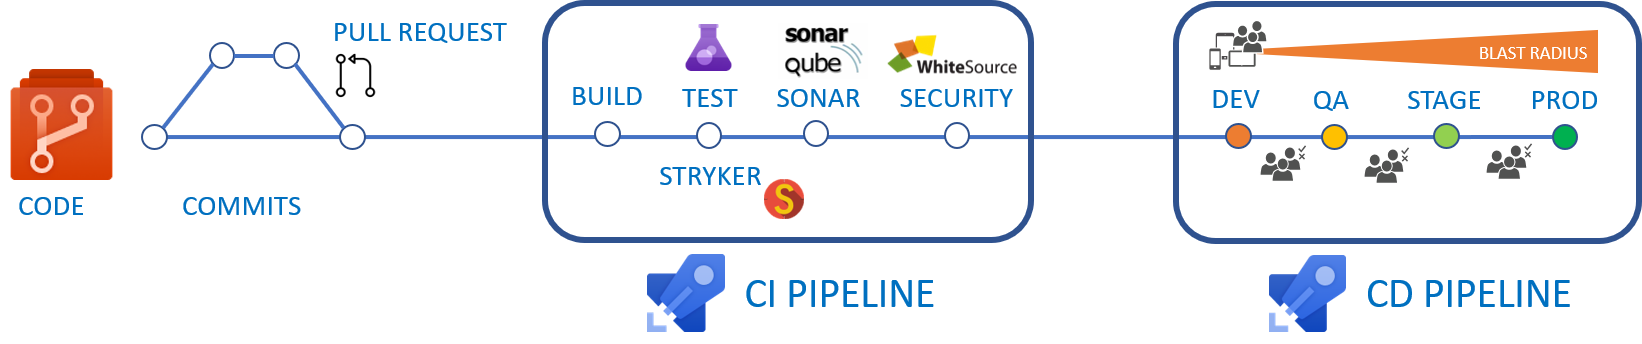 CODE
COMMITS
PULL REQUEST
BUILD
TEST
sonar
qube
SONAR
WhiteSource
SECURITY
STRYKER
S
CI PIPELINE
BLAST RADIUS
DEV
QA
STAGE
PROD
CD PIPELINE